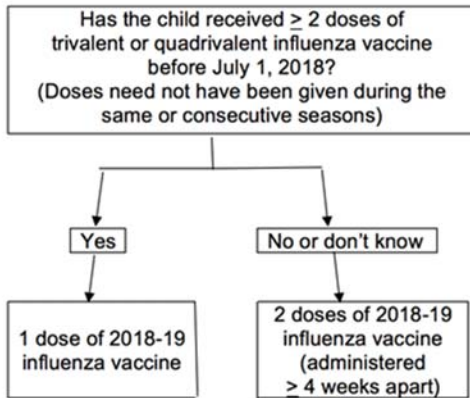 Has the child received ≥ 2 doses of
trivalent or quadrivalent influenza vaccine
before July 1, 2018?
(Doses need not have been given during the
same or consecutive seasons)
Yes
No or don't know
1 dose of 2018-19
influenza vaccine
2 doses of 2018-19
influenza vaccine
(administered
≥ 4 weeks apart)